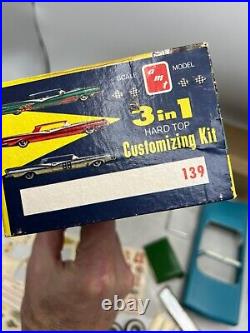 SCALE amt MODEL
3 in 1
HARD TOP
Customizing Kit
139